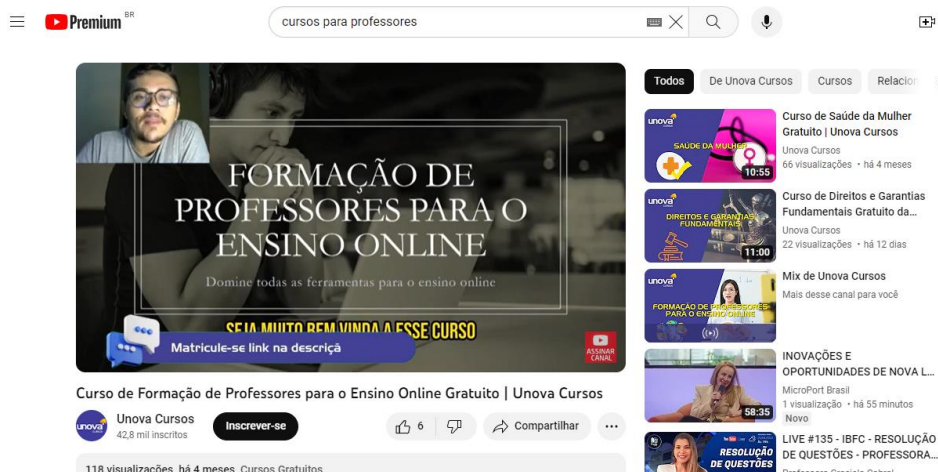 Premium BR
cursos para professores
FORMAÇÃO DE
PROFESSORES PARA O
ENSINO ONLINE
Domine todas as ferramentas para o ensino online
SEJA MUITO BEM VINDA A ESSE CURSO
Matricule-se link na descriçã
ASSINAR
CANAL
Curso de Formação de Professores para o Ensino Online Gratuito | Unova Cursos
unova
Unova Cursos
42,8 mil inscritos
Inscrever-se
6
Compartilhar
118 visualizações há 4 meses Cursos Gratuitos
Todos
De Unova Cursos
Cursos
Relacion
unova
SAÚDE DA MULHER
10:55
Curso de Saúde da Mulher
Gratuito | Unova Cursos
Unova Cursos
66 visualizações • há 4 meses
unova
DIREITOS E GARANTIAS
FUNDAMENTAIS
11:00
Curso de Direitos e Garantias
Fundamentais Gratuito da...
Unova Cursos
22 visualizações • há 12 dias
unova
FORMAÇÃO DE PROFESSORES
PARA O ENSINO ONLINE
Mix de Unova Cursos
Mais desse canal para você
58:35
INOVAÇÕES E
OPORTUNIDADES DE NOVA L...
MicroPort Brasil
1 visualização • há 55 minutos
Novo
RESOLUÇÃO
DE QUESTÕES
LIVE #135 - IBFC - RESOLUÇÃO
DE QUESTÕES - PROFESSORA...